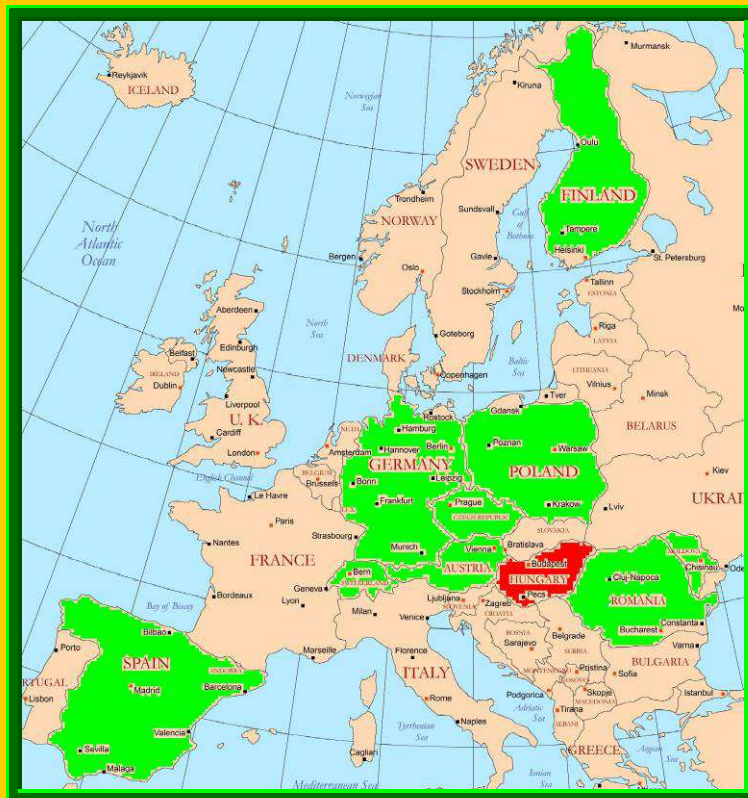 Murmansk
Reykjavik
ICELAND
Kiruna
Norwegian
Sea
Oulu
SWEDEN
FINLAND
Trondheim
NORWAY
Sundsvall
Gulf
of
Bothnia
Tampere
Helsinki
North
Atlantic
Ocean
Bergen
Oslo
Gavle
St. Petersburg
Stockholm
Tallinn
ESTONIA
Aberdeen
North
Sea
Goteborg
Riga
LATVIA
Edinburgh
Belfast
DENMARK
Baltic
Sea
Newcastle
IRELAND
Dublin
Copenhagen
LITHUANIA
Vilnius
Tver
Minsk
Liverpool
U. K.
Cardiff
Rostock
Gdansk
BELARUS
Hamburg
London
NETH.
Amsterdam
Hannover
Berlin
Poznan
Warsaw
GERMANY
POLAND
English Channel
BELGIUM
Brussels
Bonn
Leipzig
Kiev
Le Havre
LUX.
Frankfurt
Prague
CZECH REPUBLIC
Krakow
Lviv
UKRAI
Paris
Strasbourg
SLOVAKIA
Nantes
Munich
Vienna
Bratislava
FRANCE
Bern
SWITZERLAND
AUSTRIA
Budapest
HUNGARY
MOLDOVA
Chisinau
Ode
Cluj-Napoca
Geneva
Lyon
Bordeaux
Ljubljana
SLOVENIA
Zagreb
CROATIA
Pecs
ROMANIA
Bay of Biscay
Milan
Venice
Bilbao
BOSNIA
Sarajevo
Belgrade
SERBIA
Bucharest
Constanta
Varna
Porto
SPAIN
ANDORRA
Marseille
Florence
ITALY
MONTENEGRO
Pristina
KOSOVO
Sofia
BULGARIA
RTUGAL
Lisbon
Madrid
Barcelona
Rome
Podgorica
Adriatic
Sea
Skopje
MACEDONIA
Istanbul
Tirana
ALBANI
Valencia
Tyrrhenian
Sea
Naples
Sevilla
Malaga
Cagliari
GREECE
Aegean
Sea
Mediterranean Sea
Ionian
Sea